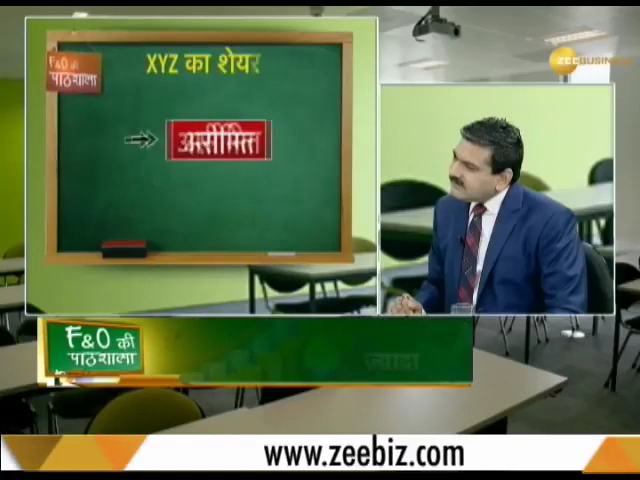 F&O की
पाठशाला
XYZ का शेयर
असीमित
ZEEBUSINESS
F&O की
पाठशाला
ज़्यादा
www.zeebiz.com